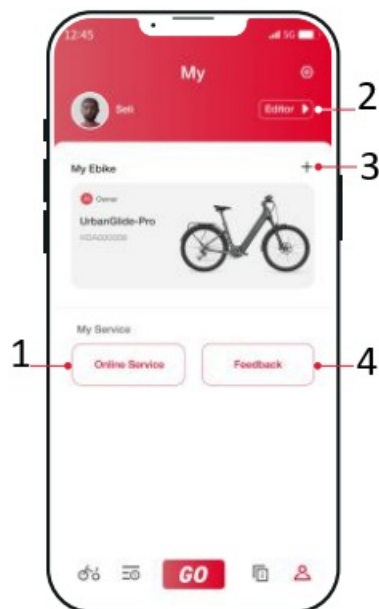 12:45 5G
My
Seli
Editor
2
My Ebike
+ 3
Owner
UrbanGlide-Pro
My Service
1 Online Service Feedback 4
GO